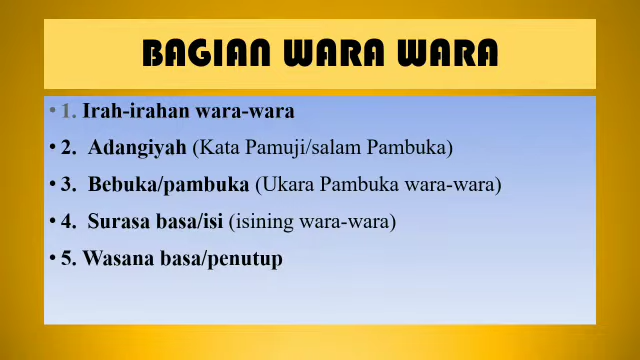 BAGIAN WARA WARA
• 1. Irah-irahan wara-wara
• 2. Adangiyah (Kata Pamuji/salam Pambuka)
• 3. Bebuka/pambuka (Ukara Pambuka wara-wara)
• 4. Surasa basa/isi (isining wara-wara)
• 5. Wasana basa/penutup